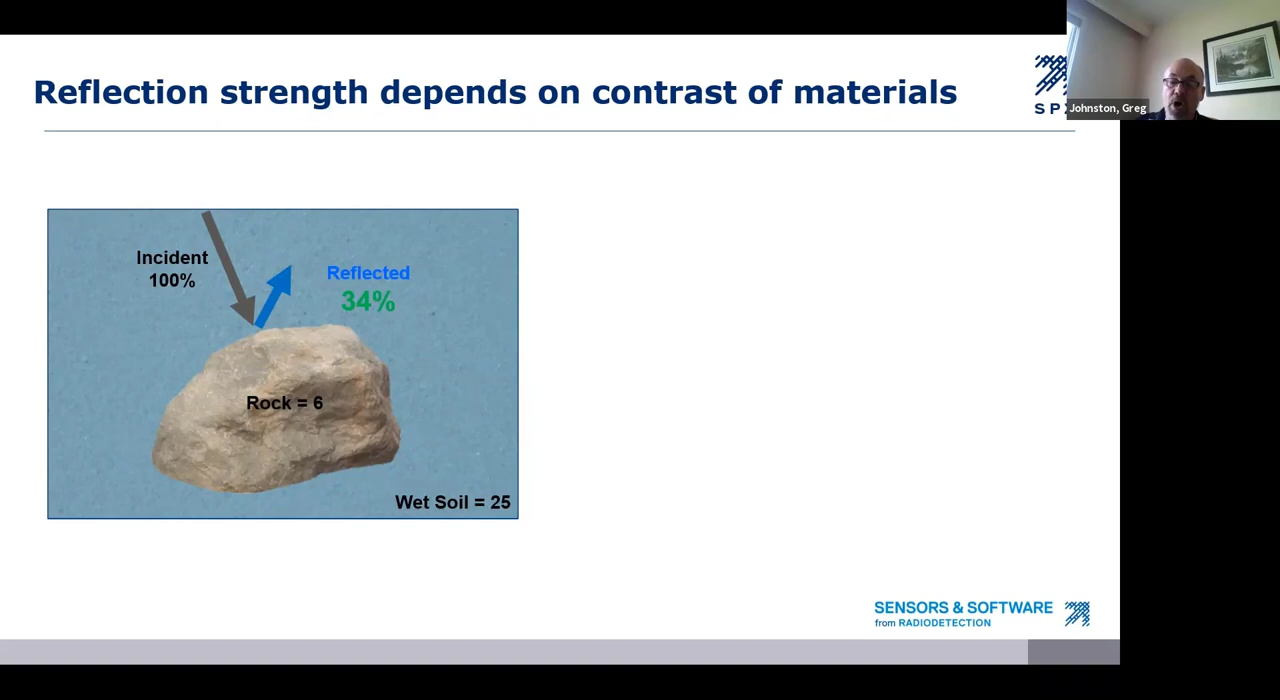 Reflection strength depends on contrast of materials
SPX
Johnston, Greg
Incident
100%
Reflected
34%
Rock = 6
Wet Soil = 25
SENSORS & SOFTWARE
from RADIODETECTION